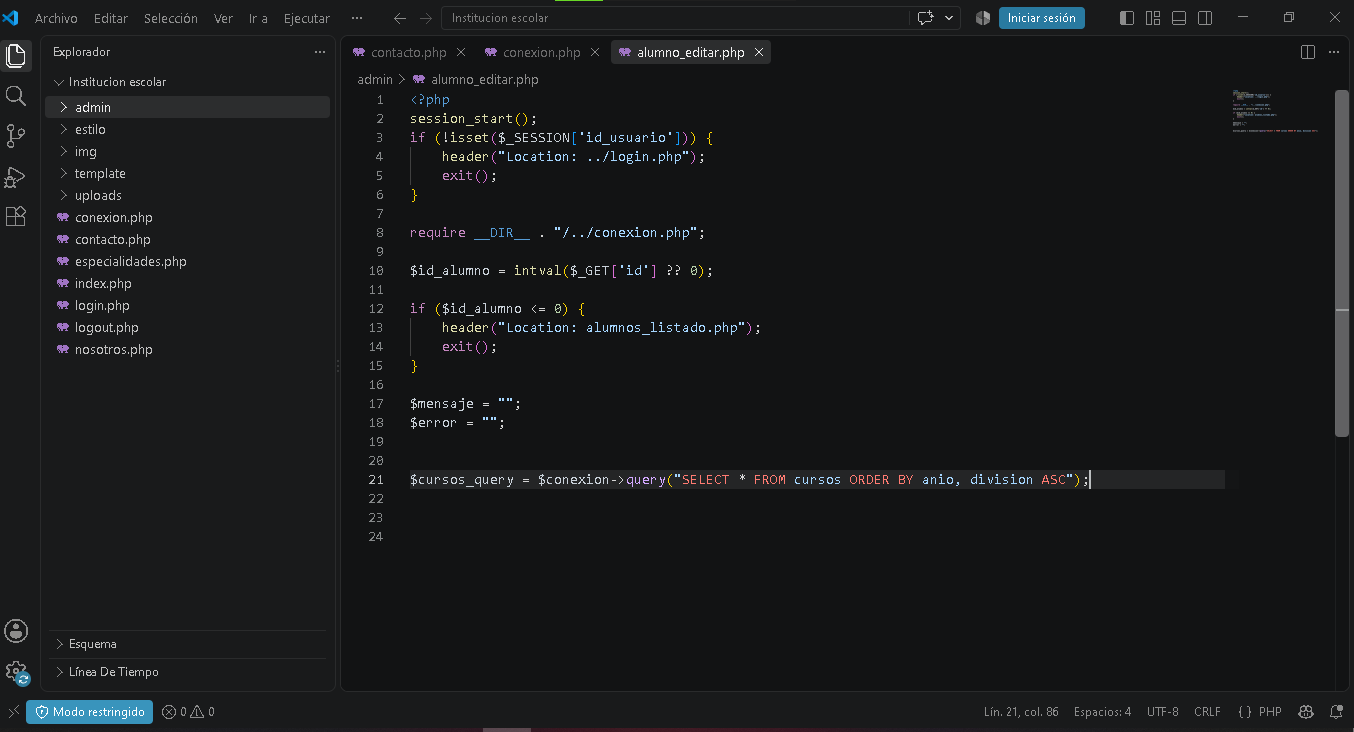 Archivo Editar Selección Ver Ir a Ejecutar ··· Institucion escolar Iniciar sesión
Explorador ···
Institucion escolar
admin
estilo
img
template
uploads
conexion.php
contacto.php
especialidades.php
index.php
login.php
logout.php
nosotros.php
Esquema
Línea De Tiempo
contacto.php conexion.php alumno_editar.php ···
admin > alumno_editar.php
1 <?php
2 session_start();
3 if (!isset($_SESSION['id_usuario'])) {
4     header("Location: ../login.php");
5     exit();
6 }
7
8 require __DIR__ . "/../conexion.php";
9
10 $id_alumno = intval($_GET['id'] ?? 0);
11
12 if ($id_alumno <= 0) {
13     header("Location: alumnos_listado.php");
14     exit();
15 }
16
17 $mensaje = "";
18 $error = "";
19
20
21 $cursos_query = $conexion->query("SELECT * FROM cursos ORDER BY anio, division ASC");
22
23
24
Modo restringido 0 0 Lín. 21, col. 86 Espacios: 4 UTF-8 CRLF {} PHP